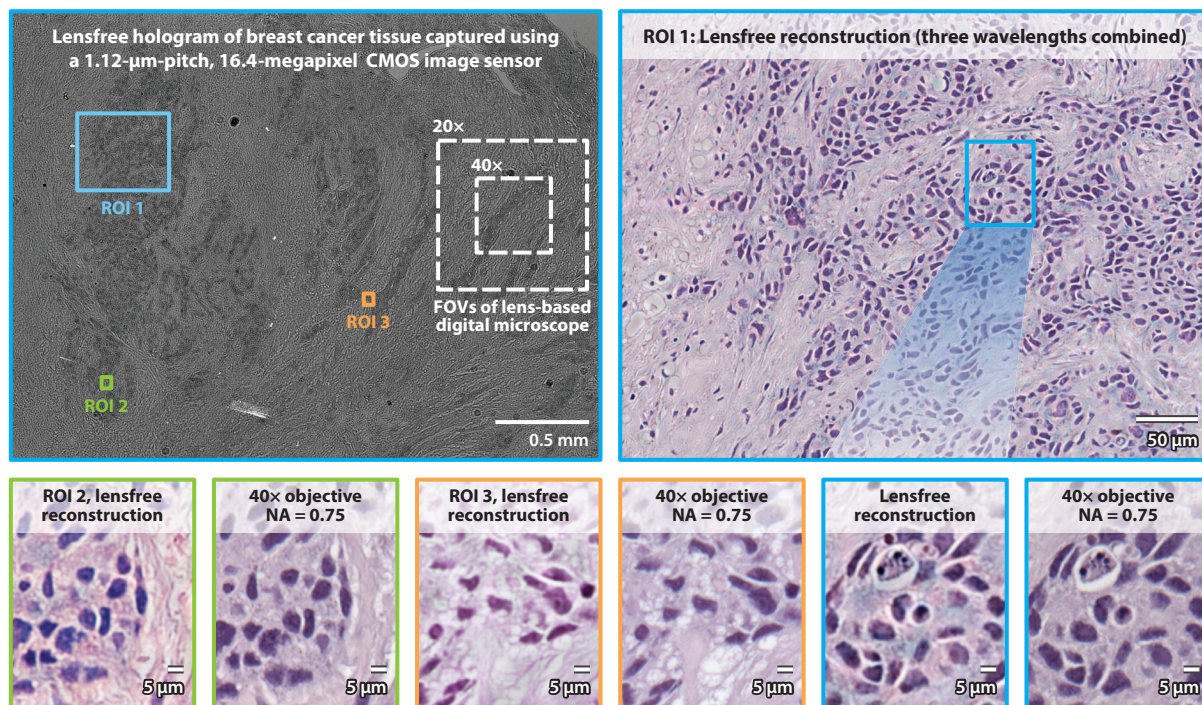 Lensfree hologram of breast cancer tissue captured using
a 1.12-μm-pitch, 16.4-megapixel CMOS image sensor
20×
40×
ROI 1
FOVs of lens-based
digital microscope
ROI 3
ROI 2
0.5 mm
ROI 1: Lensfree reconstruction (three wavelengths combined)
50 μm
ROI 2, lensfree
reconstruction
5 μm
40× objective
NA = 0.75
5 μm
ROI 3, lensfree
reconstruction
5 μm
40× objective
NA = 0.75
5 μm
Lensfree
reconstruction
5 μm
40× objective
NA = 0.75
5 μm